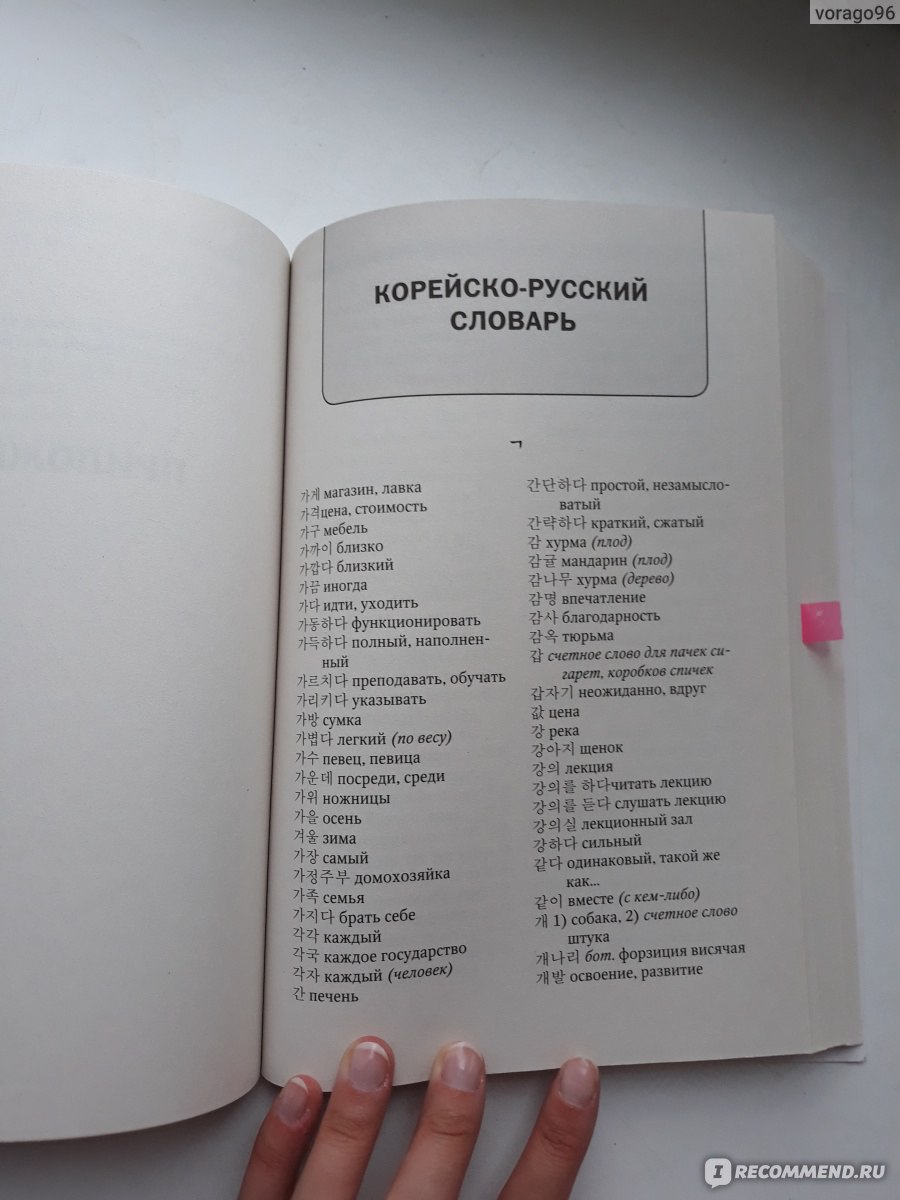 vorago96
КОРЕЙСКО-РУССКИЙ
СЛОВАРЬ
ㄱ
가게 магазин, лавка
가격цена, стоимость
가구 мебель
가까이 близко
가깝다 близкий
가끔 иногда
가다 идти, уходить
가동하다 функционировать
가득하다 полный, наполнен-
ный
가르치다 преподавать, обучать
가리키다 указывать
가방 сумка
가볍다 легкий (по весу)
가수 певец, певица
가운데 посреди, среди
가위 ножницы
가을 осень
겨울 зима
가장 самый
가정주부 домохозяйка
가족 семья
가지다 брать себе
각각 каждый
각국 каждое государство
각자 каждый (человек)
간 печень
간단하다 простой, незамысло-
ватый
간략하다 краткий, сжатый
감 хурма (плод)
감귤 мандарин (плод)
감나무 хурма (дерево)
감명 впечатление
감사 благодарность
감옥 тюрьма
갑 счетное слово для пачек си-
гарет, коробков спичек
갑자기 неожиданно, вдруг
값 цена
강 река
강아지 щенок
강의 лекция
강의를 하다читать лекцию
강의를 듣다 слушать лекцию
강의실 лекционный зал
강하다 сильный
같다 одинаковый, такой же
как...
같이 вместе (с кем-либо)
개 1) собака, 2) счетное слово
штука
개나리 бот. форзиция висячая
개발 освоение, развитие
RECOMMEND.RU